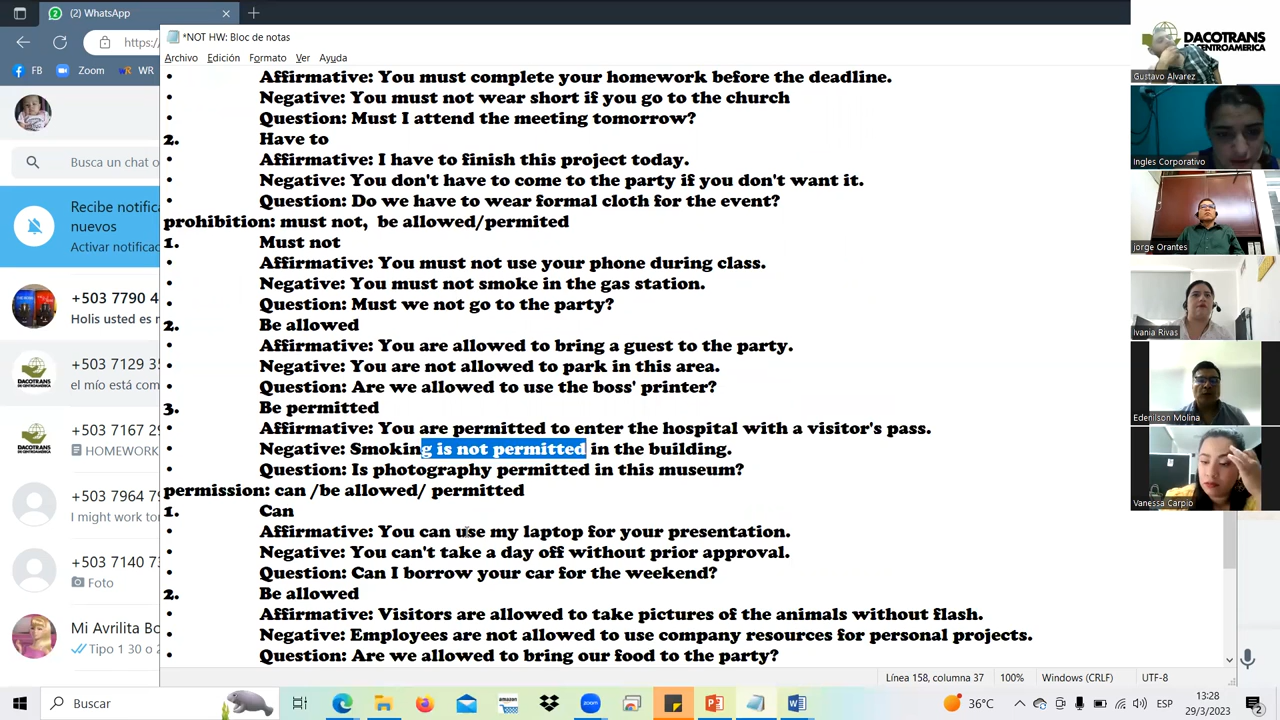 (2) WhatsApp
https:/
FB
Zoom
WR
Busca un chat o
Recibe notific
nuevos
Activar notificac
+503 7790 4
Holis usted es m
+503 7129 35
el mío está com
+503 7167 29
HOMEWORK
+503 7964 79
I might work to
+503 7140 73
Foto
Mi Avrilita Bo
Tipo 1 30 o 2
*NOT HW: Bloc de notas
Archivo Edición Formato Ver Ayuda
• Affirmative: You must complete your homework before the deadline.
• Negative: You must not wear short if you go to the church
• Question: Must I attend the meeting tomorrow?
2. Have to
• Affirmative: I have to finish this project today.
• Negative: You don't have to come to the party if you don't want it.
• Question: Do we have to wear formal cloth for the event?
prohibition: must not, be allowed/permited
1. Must not
• Affirmative: You must not use your phone during class.
• Negative: You must not smoke in the gas station.
• Question: Must we not go to the party?
2. Be allowed
• Affirmative: You are allowed to bring a guest to the party.
• Negative: You are not allowed to park in this area.
• Question: Are we allowed to use the boss' printer?
3. Be permitted
• Affirmative: You are permitted to enter the hospital with a visitor's pass.
• Negative: Smoking is not permitted in the building.
• Question: Is photography permitted in this museum?
permission: can /be allowed/ permitted
1. Can
• Affirmative: You can use my laptop for your presentation.
• Negative: You can't take a day off without prior approval.
• Question: Can I borrow your car for the weekend?
2. Be allowed
• Affirmative: Visitors are allowed to take pictures of the animals without flash.
• Negative: Employees are not allowed to use company resources for personal projects.
• Question: Are we allowed to bring our food to the party?
Línea 158, columna 37 100% Windows (CRLF) UTF-8
DACOTRANS
DE CENTROAMERICA
Gustavo Alvarez
Ingles Corporativo
jorge Orantes
Ivania Rivas
Edenilson Molina
Vanessa Carpio
Buscar
amazon
zoom
36°C
ESP
13:28
29/3/2023
2